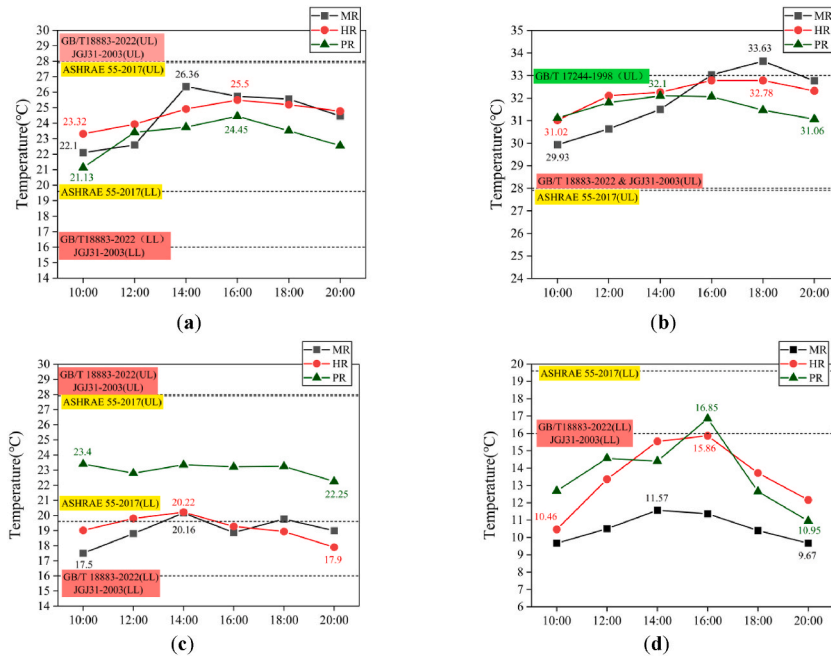 MR
HR
PR
30
29
28
27
26
25
24
23
22
21
20
19
18
17
16
15
14
Temperature(℃)
GB/T18883-2022(UL)
JGJ31-2003(UL)
ASHRAE 55-2017(UL)
26.36
25.5
23.32
22.1
24.45
21.13
ASHRAE 55-2017(LL)
GB/T18883-2022（LL）
JGJ31-2003(LL)
10:00 12:00 14:00 16:00 18:00 20:00
(a)
MR
HR
PR
35
34
33
32
31
30
29
28
27
26
25
24
Temperature(℃)
33.63
GB/T 17244-1998（UL）
32.1
32.78
31.02
31.06
29.93
GB/T 18883-2022 & JGJ31-2003(UL)
ASHRAE 55-2017(UL)
10:00 12:00 14:00 16:00 18:00 20:00
(b)
MR
HR
PR
30
29
28
27
26
25
24
23
22
21
20
19
18
17
16
15
14
Temperature(℃)
GB/T 18883-2022(UL)
JGJ31-2003(UL)
ASHRAE 55-2017(UL)
23.4
22.25
ASHRAE 55-2017(LL)
20.22
20.16
17.5
17.9
GB/T 18883-2022(LL)
JGJ31-2003(LL)
10:00 12:00 14:00 16:00 18:00 20:00
(c)
MR
HR
PR
20
19
18
17
16
15
14
13
12
11
10
9
8
7
6
Temperature(℃)
ASHRAE 55-2017(LL)
GB/T18883-2022(LL)
JGJ31-2003(LL)
16.85
15.86
11.57
10.46
10.95
9.67
10:00 12:00 14:00 16:00 18:00 20:00
(d)